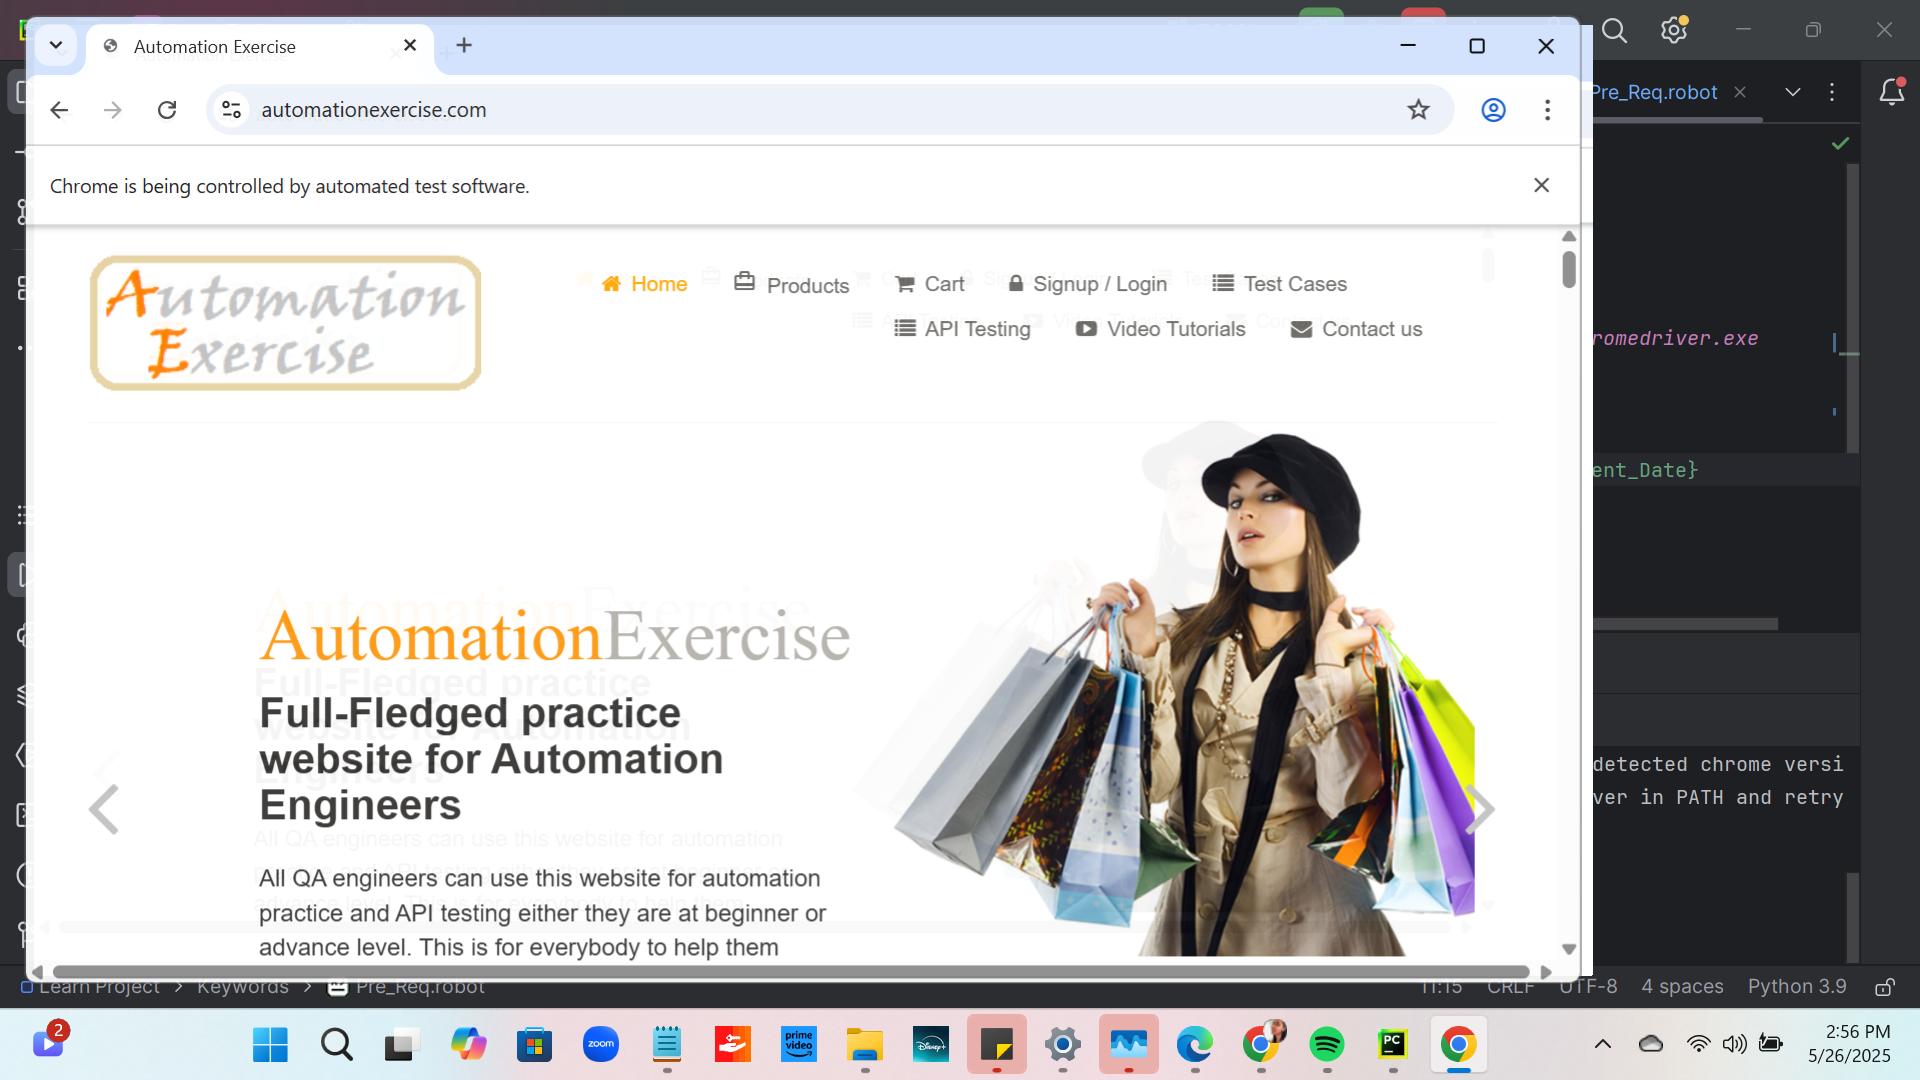 Automation Exercise
automationexercise.com
Pre_Req.robot
Chrome is being controlled by automated test software.
Automation
Exercise
Home Products Cart Signup / Login Test Cases
API Testing Video Tutorials Contact us
romedriver.exe
ent_Date}
AutomationExercise
Full-Fledged practice
website for Automation
Engineers
All QA engineers can use this website for automation
practice and API testing either they are at beginner or
advance level. This is for everybody to help them
detected chrome versi
ver in PATH and retry
Learn Project > Keywords > Pre_Req.robot
11:15 CRLF UTF-8 4 spaces Python 3.9
2
zoom
prime
video
Disney+
PC
2:56 PM
5/26/2025